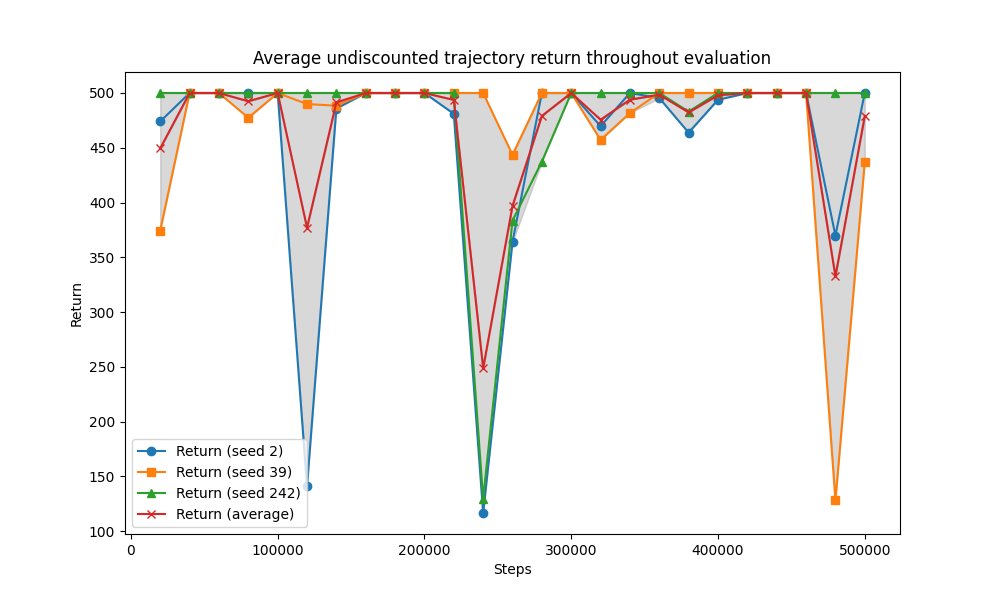 Average undiscounted trajectory return throughout evaluation
500
450
400
350
300
250
200
150
100
Return
Return (seed 2)
Return (seed 39)
Return (seed 242)
Return (average)
0
100000
200000
300000
400000
500000
Steps